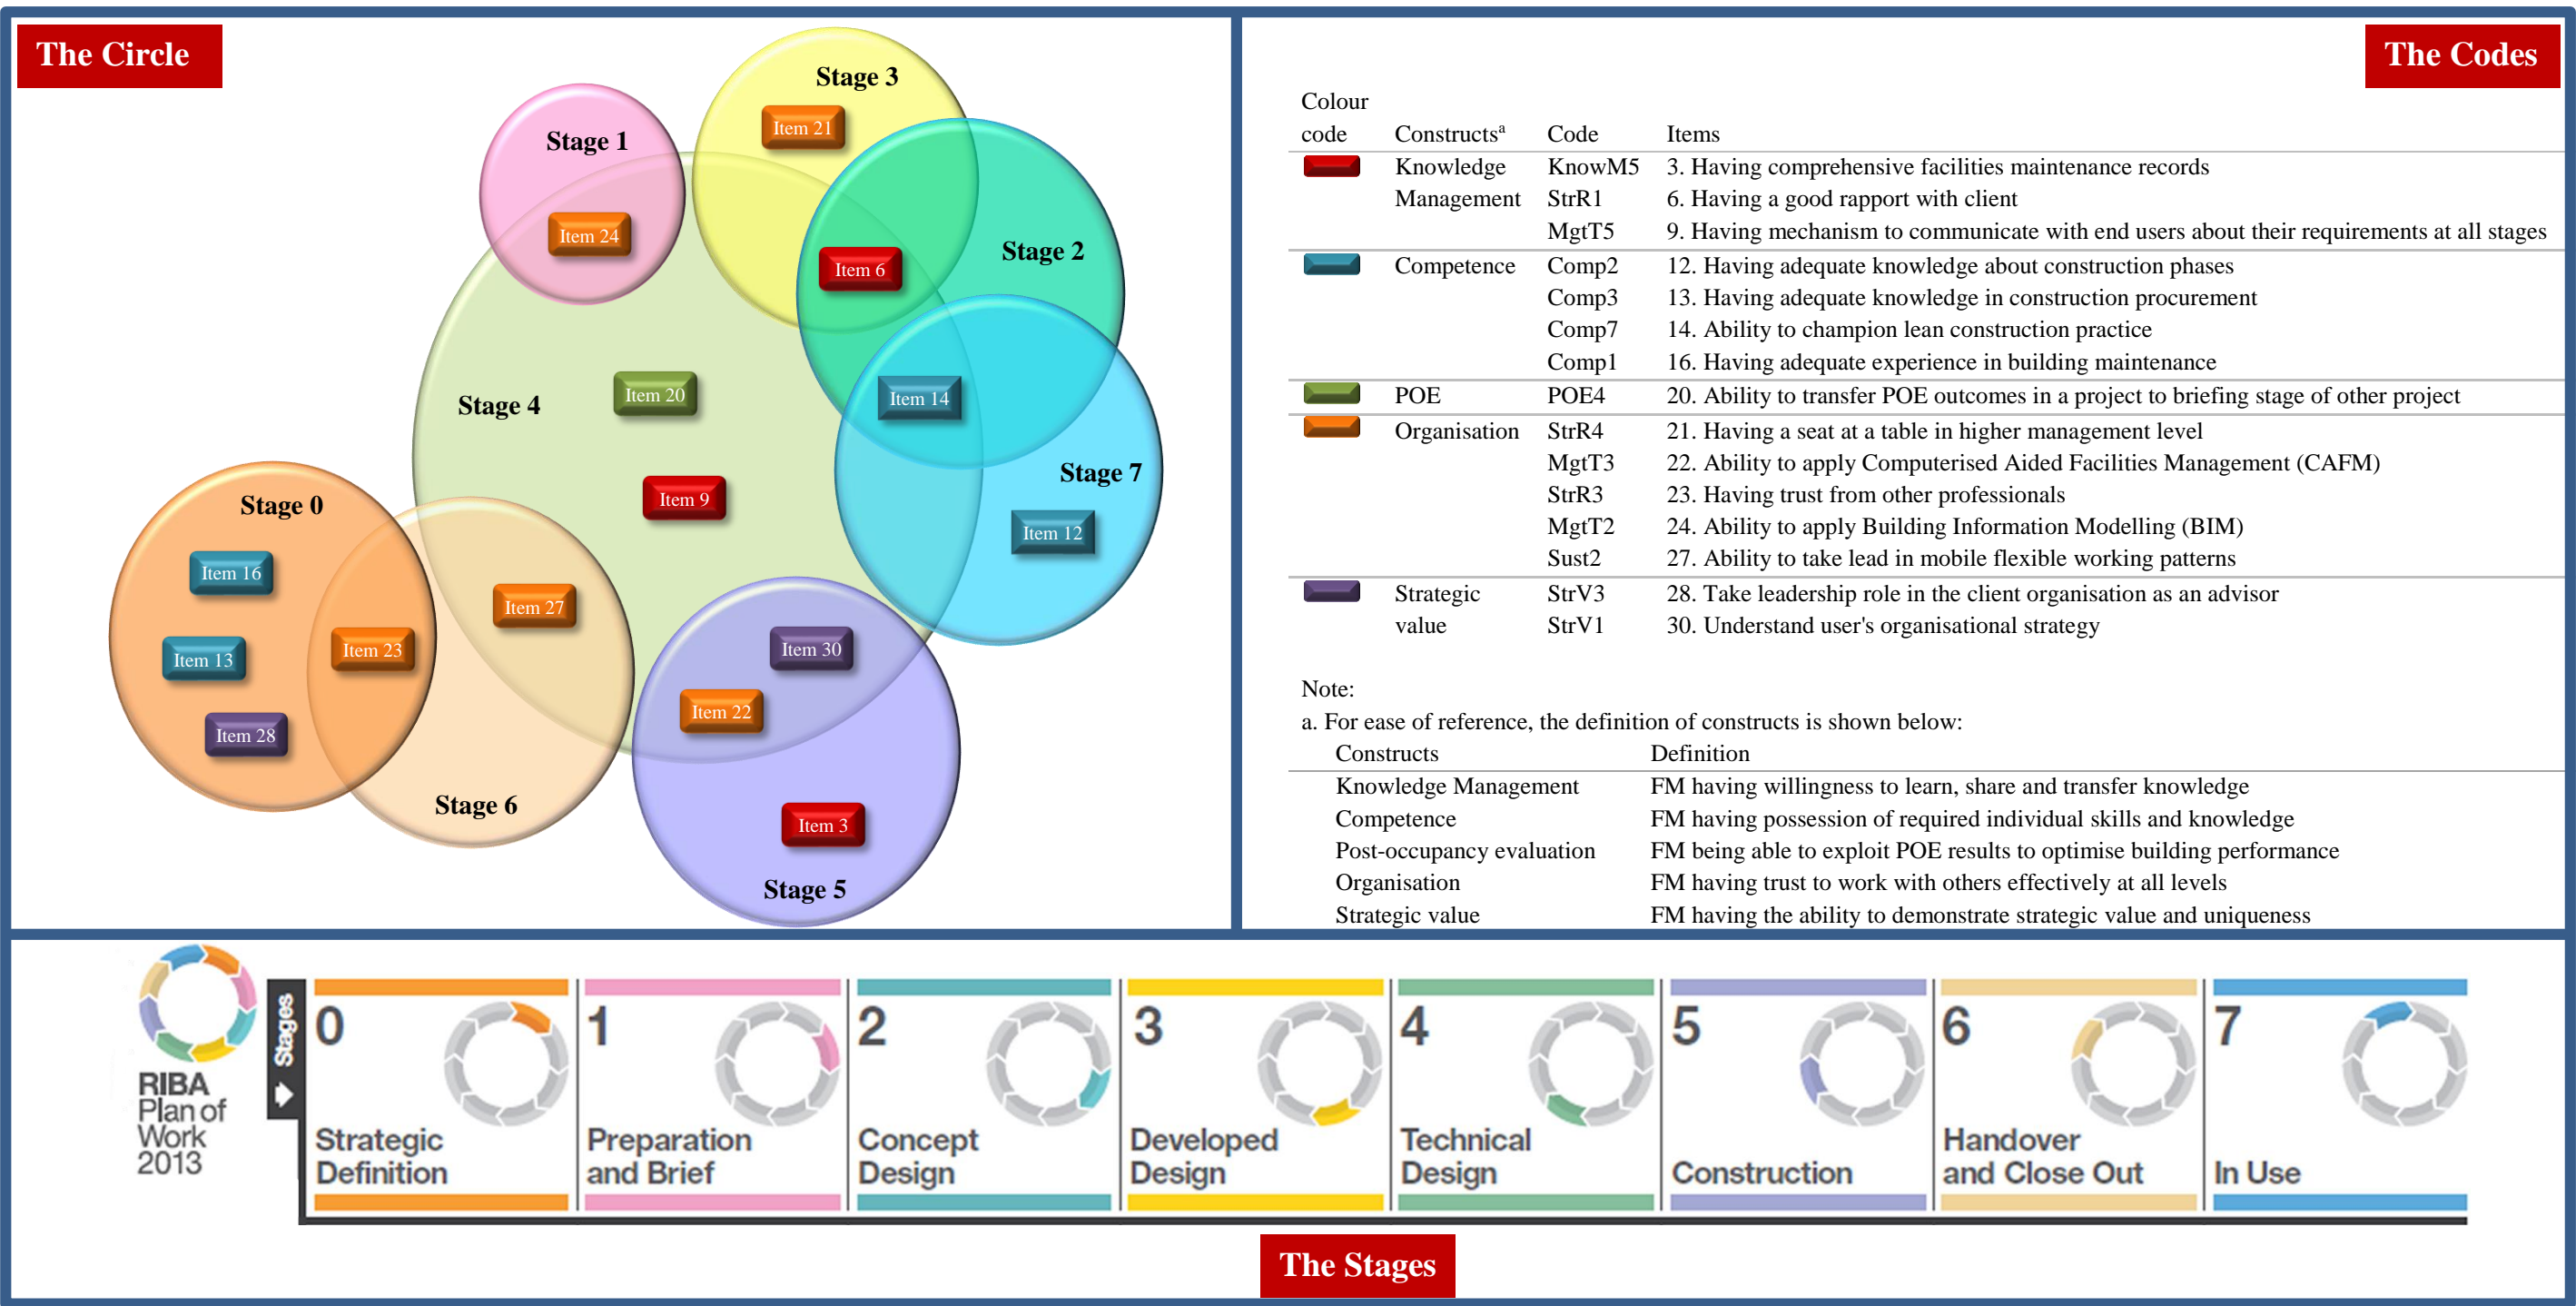 The Circle
Stage 3
Item 21
Stage 1
Item 24
Stage 2
Item 6
Stage 4
Item 20
Item 14
Stage 7
Item 9
Item 12
Stage 0
Item 16
Item 27
Item 13
Item 23
Item 30
Item 28
Item 22
Stage 6
Item 3
Stage 5
The Codes
Colour
code Constructsa Code Items
Knowledge KnowM5 3. Having comprehensive facilities maintenance records
Management StrR1 6. Having a good rapport with client
MgtT5 9. Having mechanism to communicate with end users about their requirements at all stages
Competence Comp2 12. Having adequate knowledge about construction phases
Comp3 13. Having adequate knowledge in construction procurement
Comp7 14. Ability to champion lean construction practice
Comp1 16. Having adequate experience in building maintenance
POE POE4 20. Ability to transfer POE outcomes in a project to briefing stage of other project
Organisation StrR4 21. Having a seat at a table in higher management level
MgtT3 22. Ability to apply Computerised Aided Facilities Management (CAFM)
StrR3 23. Having trust from other professionals
MgtT2 24. Ability to apply Building Information Modelling (BIM)
Sust2 27. Ability to take lead in mobile flexible working patterns
Strategic StrV3 28. Take leadership role in the client organisation as an advisor
value StrV1 30. Understand user's organisational strategy
Note:
a. For ease of reference, the definition of constructs is shown below:
Constructs Definition
Knowledge Management FM having willingness to learn, share and transfer knowledge
Competence FM having possession of required individual skills and knowledge
Post-occupancy evaluation FM being able to exploit POE results to optimise building performance
Organisation FM having trust to work with others effectively at all levels
Strategic value FM having the ability to demonstrate strategic value and uniqueness
RIBA
Plan of
Work
2013
Stages
0
Strategic
Definition
1
Preparation
and Brief
2
Concept
Design
3
Developed
Design
4
Technical
Design
5
Construction
6
Handover
and Close Out
7
In Use
The Stages